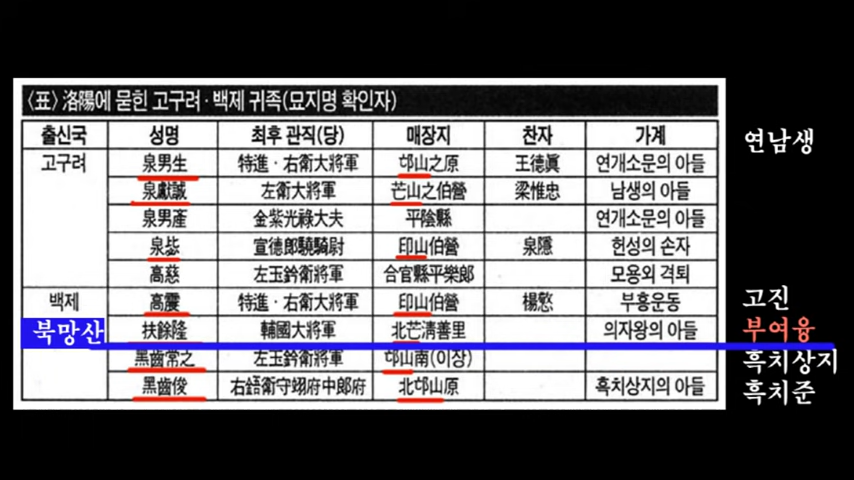 <표> 洛陽에 묻힌 고구려·백제 귀족(묘지명 확인자)
출신국 성명 최후 관직(당) 매장지 찬자 가계
고구려 泉男生 特進·右衛大將軍 邙山之原 王德眞 연개소문의 아들 연남생
泉獻誠 左衛大將軍 芒山之伯營 梁惟忠 남생의 아들
泉男産 金紫光祿大夫 平陰縣 연개소문의 아들
泉毖 宣德郎驍騎尉 印山伯營 泉隱 헌성의 손자
高慈 左玉鈐衛將軍 合官縣平樂郷 모용외 격퇴
백제 高震 特進·右衛大將軍 印山伯營 楊憼 부흥운동 고진
북망산 扶餘隆 輔國大將軍 北芒淸善里 의자왕의 아들 부여융
黑齒常之 左玉鈐衛將軍 邙山南(이장) 흑치상지
黑齒俊 右鋙衛守翊府中郎府 北邙山原 흑치상지의 아들 흑치준